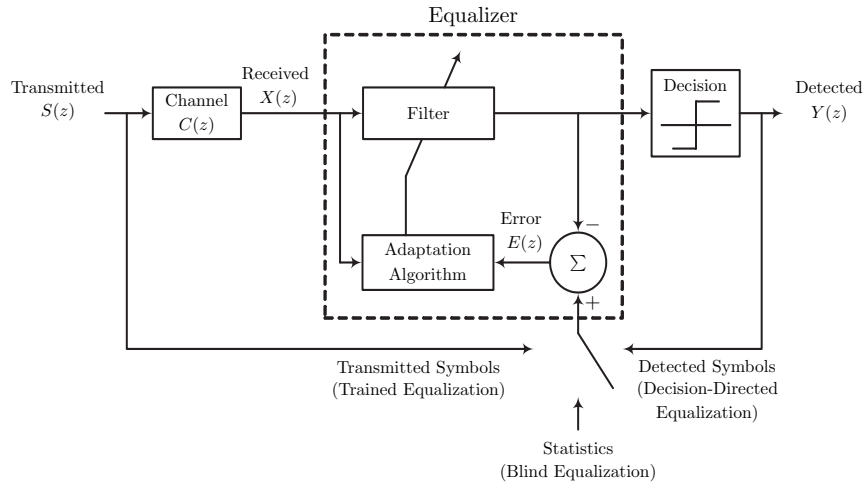 Equalizer
Transmitted
S(z)
Channel
C(z)
Received
X(z)
Filter
Decision
Detected
Y(z)
Adaptation
Algorithm
Error
E(z)
−
Σ
+
Transmitted Symbols
(Trained Equalization)
Detected Symbols
(Decision-Directed
Equalization)
Statistics
(Blind Equalization)